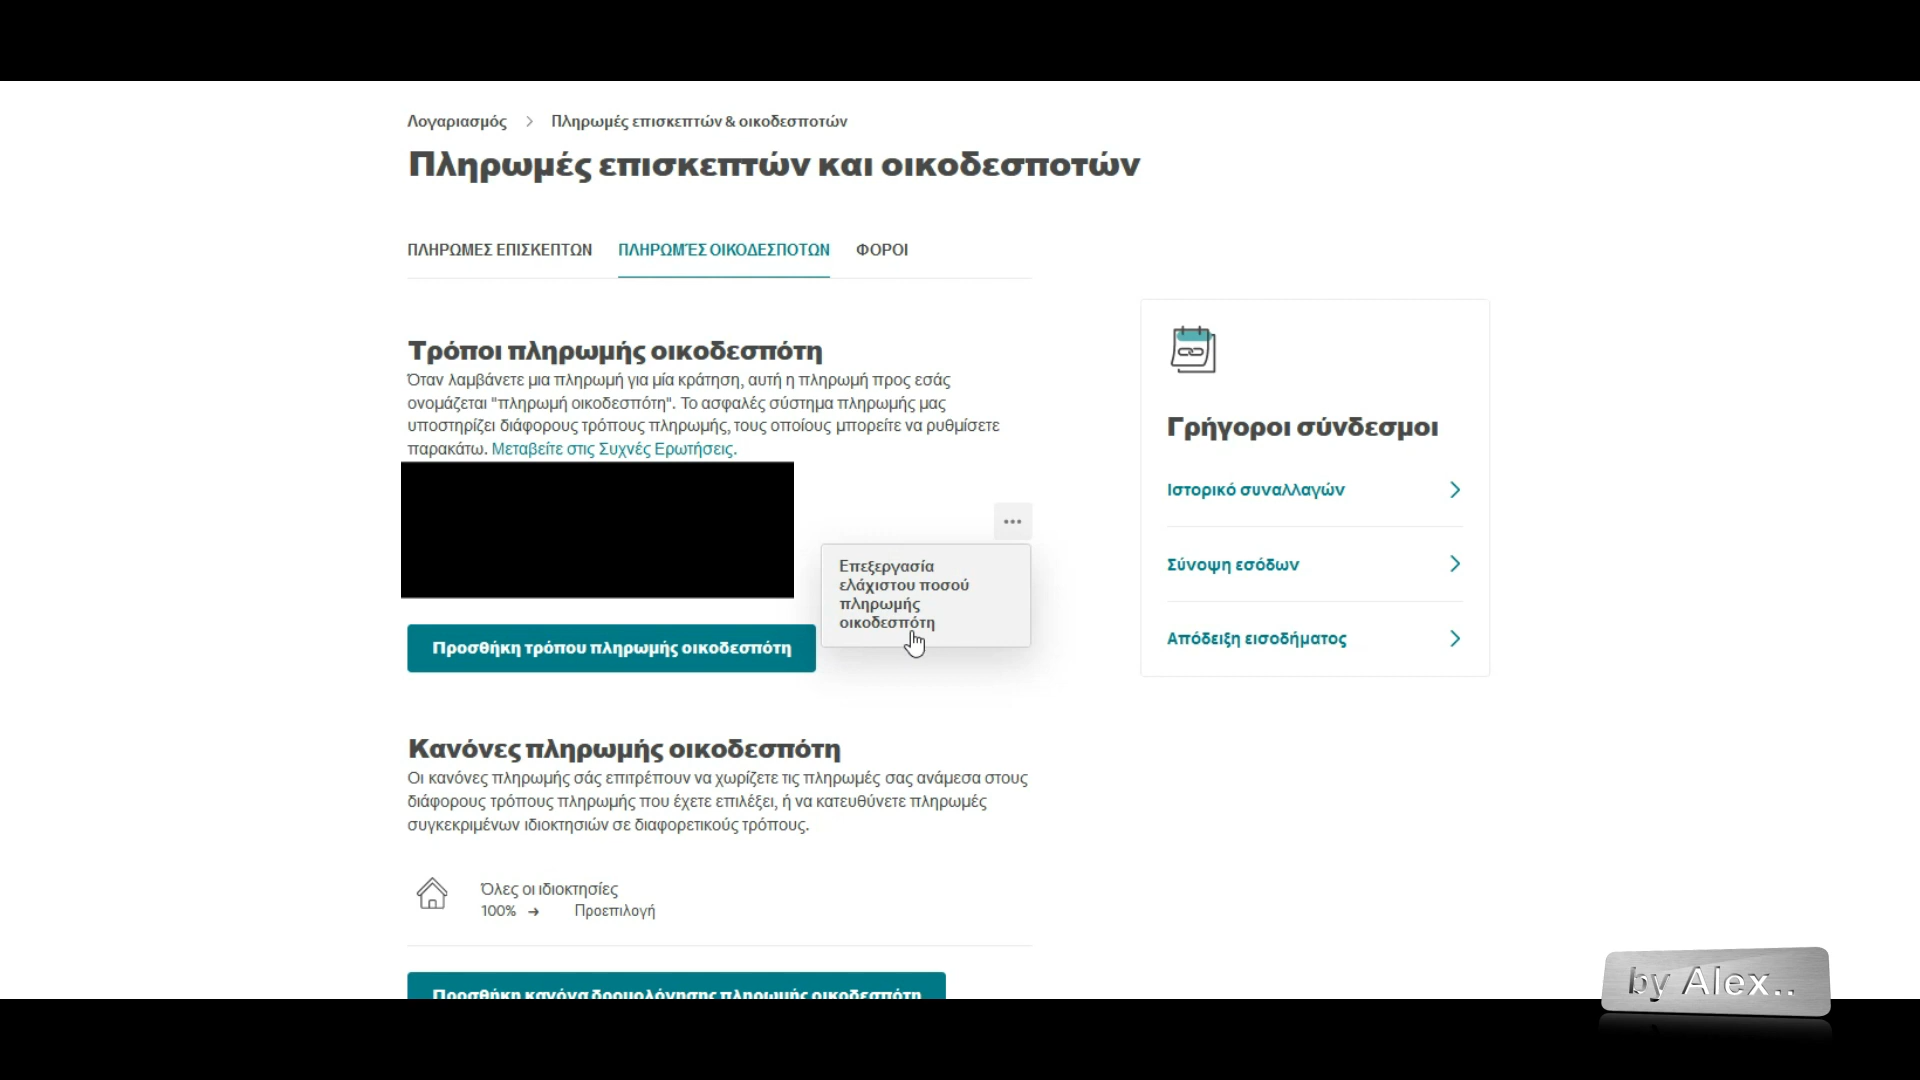 Λογαριασμός > Πληρωμές επισκεπτών & οικοδεσποτών
Πληρωμές επισκεπτών και οικοδεσποτών
ΠΛΗΡΩΜΕΣ ΕΠΙΣΚΕΠΤΩΝ ΠΛΗΡΩΜΈΣ ΟΙΚΟΔΕΣΠΟΤΩΝ ΦΟΡΟΙ
Τρόποι πληρωμής οικοδεσπότη
Όταν λαμβάνετε μια πληρωμή για μία κράτηση, αυτή η πληρωμή προς εσάς
ονομάζεται "πληρωμή οικοδεσπότη". Το ασφαλές σύστημα πληρωμής μας
υποστηρίζει διάφορους τρόπους πληρωμής, τους οποίους μπορείτε να ρυθμίσετε
παρακάτω. Μεταβείτε στις Συχνές Ερωτήσεις.
Επεξεργασία
ελάχιστου ποσού
πληρωμής
οικοδεσπότη
Προσθήκη τρόπου πληρωμής οικοδεσπότη
Κανόνες πληρωμής οικοδεσπότη
Οι κανόνες πληρωμής σάς επιτρέπουν να χωρίζετε τις πληρωμές σας ανάμεσα στους
διάφορους τρόπους πληρωμής που έχετε επιλέξει, ή να κατευθύνετε πληρωμές
συγκεκριμένων ιδιοκτησιών σε διαφορετικούς τρόπους.
Όλες οι ιδιοκτησίες
100% → Προεπιλογή
Προσθήκη κανόνα δρομολόγησης πληρωμής οικοδεσπότη
Γρήγοροι σύνδεσμοι
Ιστορικό συναλλαγών
Σύνοψη εσόδων
Απόδειξη εισοδήματος
by Alex..